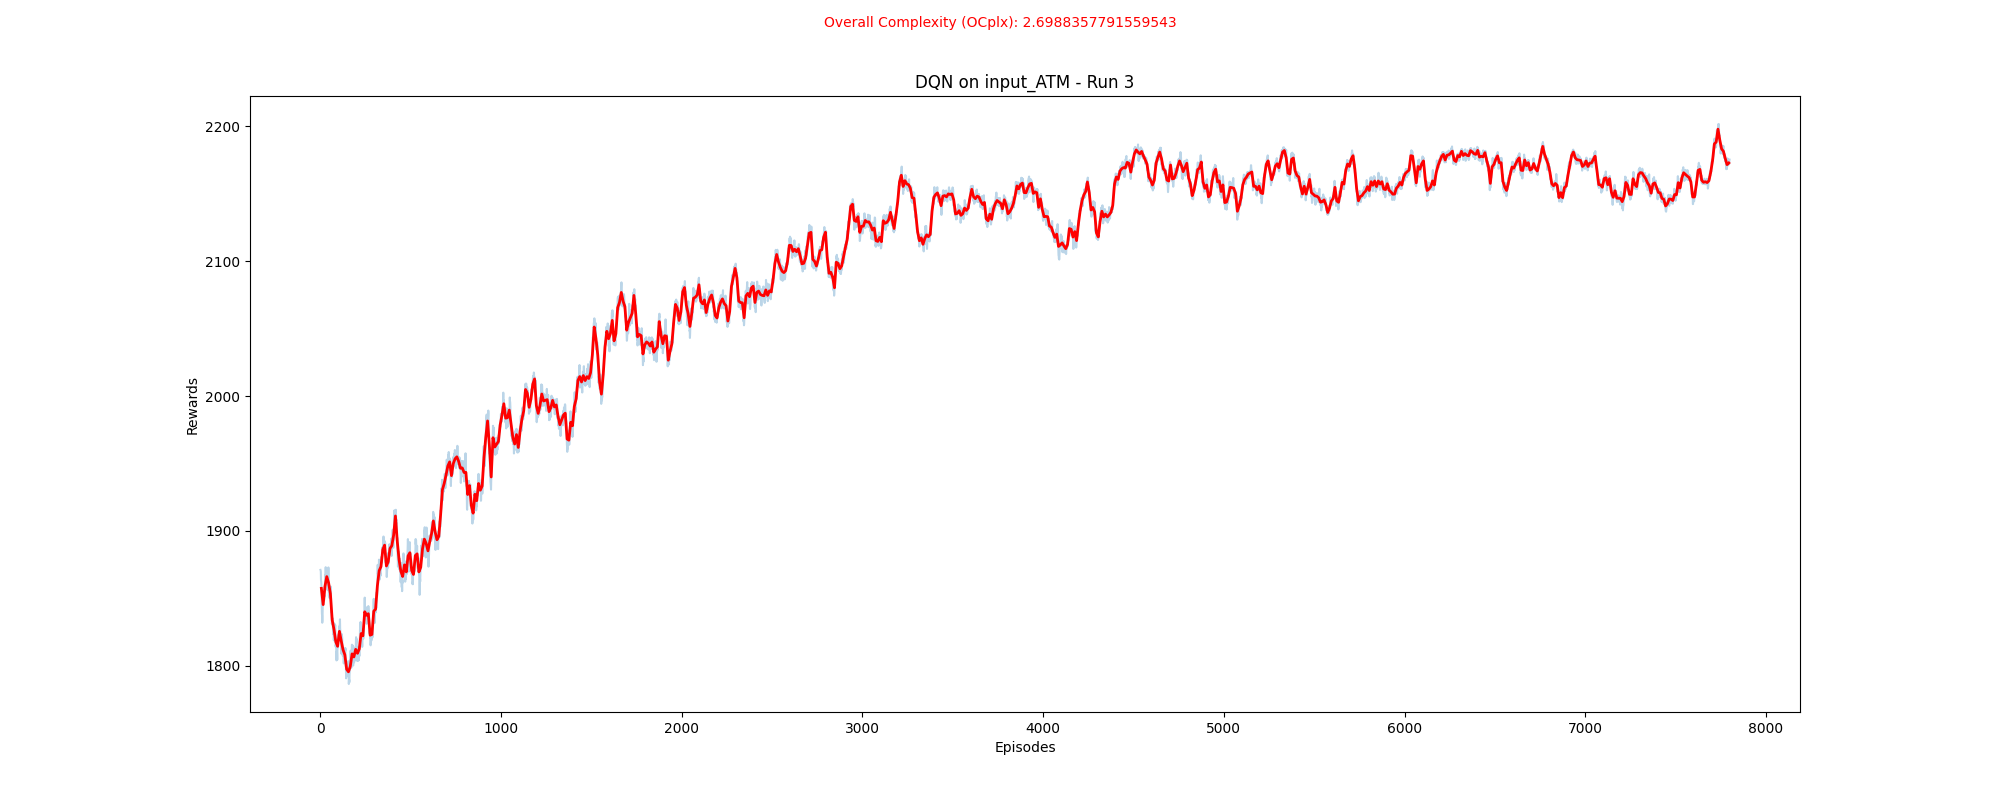 Overall Complexity (OCplx): 2.6988357791559543
DQN on input_ATM - Run 3
2200
2100
2000
1900
1800
Rewards
0 1000 2000 3000 4000 5000 6000 7000 8000
Episodes